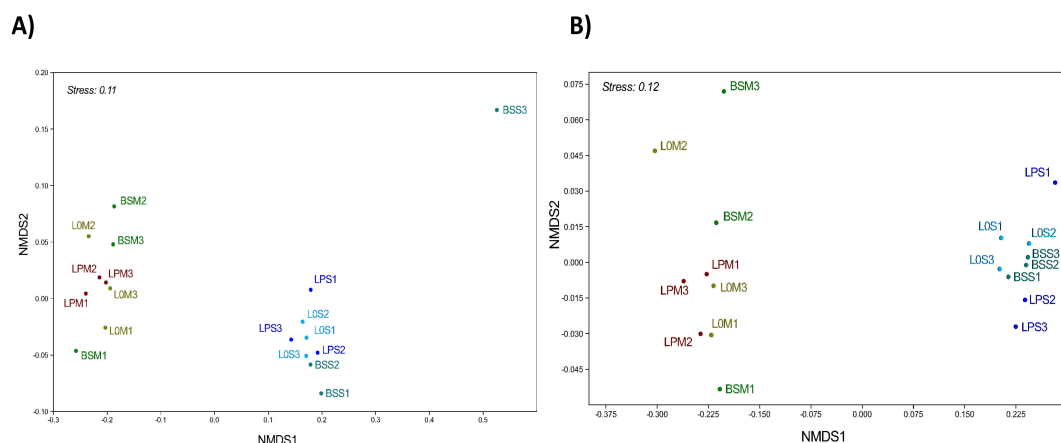 A)
B)
Stress: 0.11
0.20
0.15
0.10
0.05
0.00
-0.05
-0.10
NMDS2
BSS3
BSM2
L0M2
BSM3
LPM2
LPM3
LPM1
L0M3
L0M1
BSM1
LPS1
L0S2
LPS3
L0S1
L0S3
LPS2
BSS2
BSS1
-0.3
-0.2
-0.1
0.0
0.1
0.2
0.3
0.4
0.5
NMDS1
Stress: 0.12
0.075
0.060
0.045
0.030
0.015
0.000
-0.015
-0.030
-0.045
NMDS2
BSM3
L0M2
LPS1
BSM2
L0S1
L0S2
BSS3
L0S3
BSS2
BSS1
LPM1
LPM3
L0M3
LPS2
LPS3
L0M1
LPM2
BSM1
-0.375
-0.300
-0.225
-0.150
-0.075
0.000
0.075
0.150
0.225
NMDS1